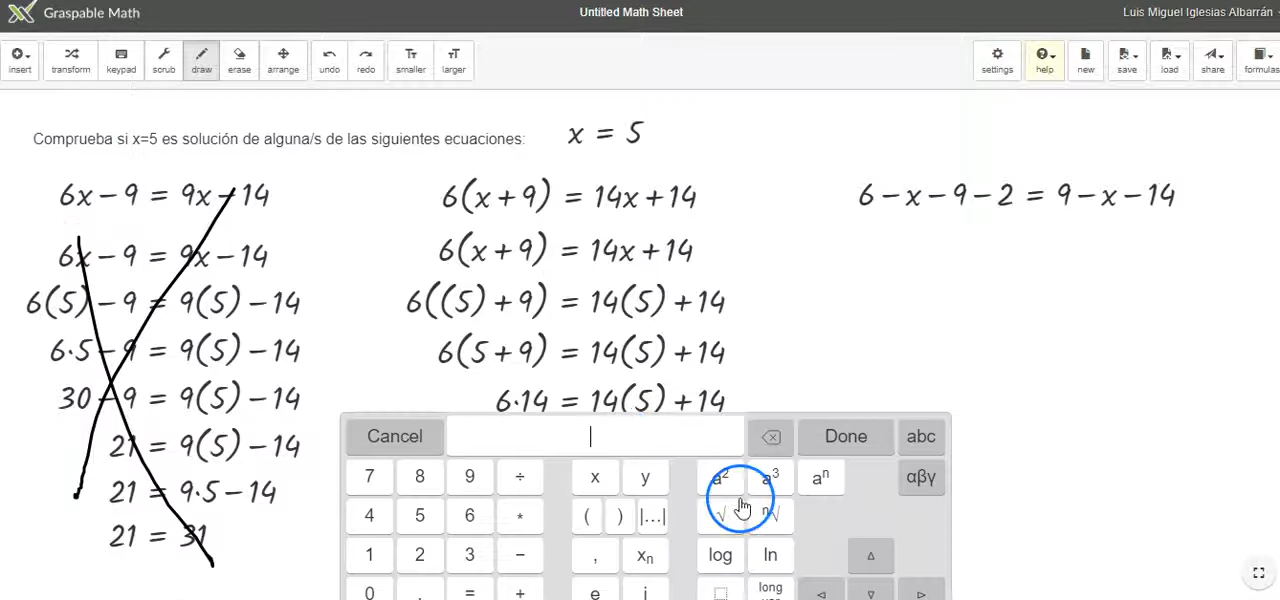 Graspable Math
Untitled Math Sheet
Luis Miguel Iglesias Albarrán
insert transform keypad scrub draw erase arrange undo redo smaller larger settings help new save load share formulas
Comprueba si x=5 es solución de alguna/s de las siguientes ecuaciones:
x = 5
6x − 9 = 9x − 14
6x − 9 = 9x − 14
6(5) − 9 = 9(5) − 14
6·5 − 9 = 9(5) − 14
30 − 9 = 9(5) − 14
21 = 9(5) − 14
21 = 9·5 − 14
21 = 31
6(x + 9) = 14x + 14
6(x + 9) = 14x + 14
6((5) + 9) = 14(5) + 14
6(5 + 9) = 14(5) + 14
6·14 = 14(5) + 14
6 − x − 9 − 2 = 9 − x − 14
Cancel Done abc
7 8 9 ÷ x y a² a³ aⁿ αβγ
4 5 6 * ( ) |...| √ ⁿ√
1 2 3 − , xₙ log ln
0 . = + e i long